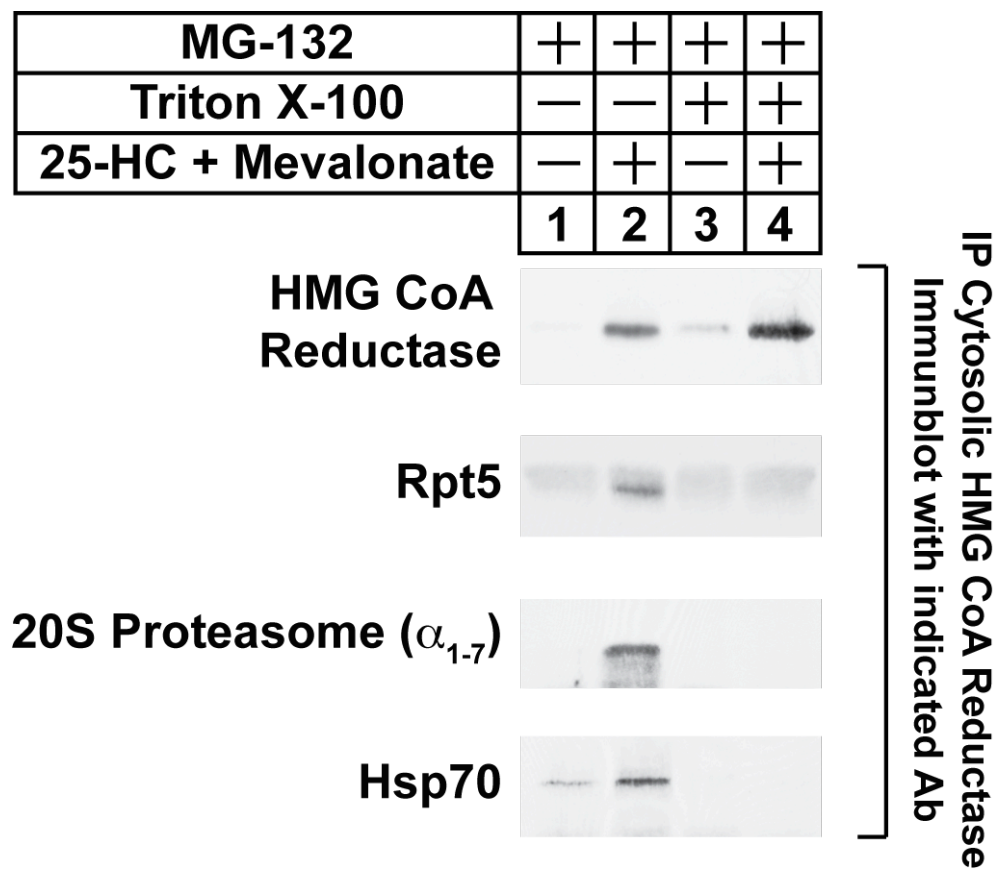 MG-132 + + + +
Triton X-100 − − + +
25-HC + Mevalonate − + − +
1 2 3 4
HMG CoA
Reductase
Rpt5
20S Proteasome (α1-7)
Hsp70
IP Cytosolic HMG CoA Reductase
Immunblot with indicated Ab